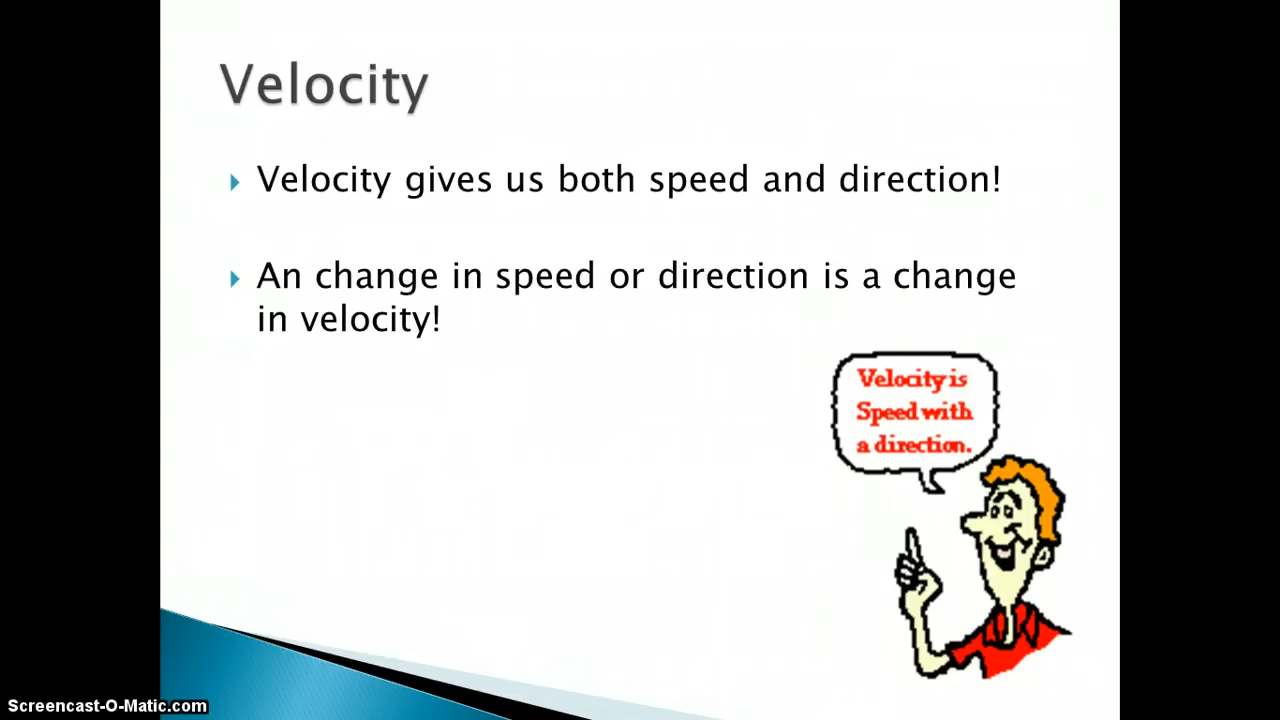 Velocity
Velocity gives us both speed and direction!
An change in speed or direction is a change
in velocity!
Velocity is
Speed with
a direction.
Screencast-O-Matic.com